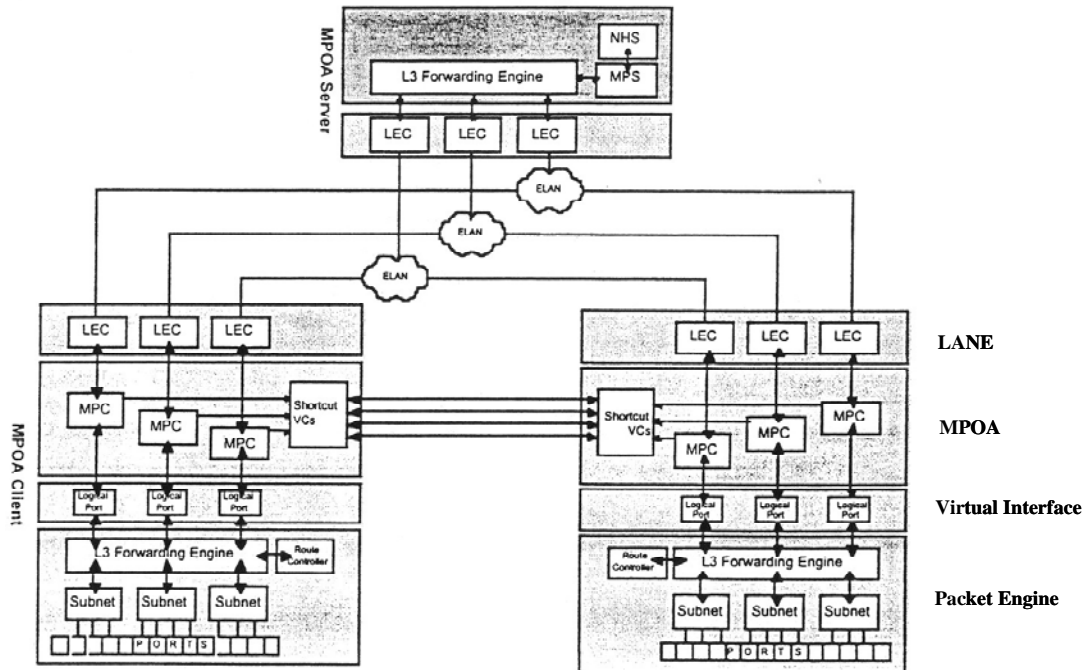 MPOA Server
NHS
L3 Forwarding Engine
MPS
LEC LEC LEC
ELAN
ELAN
ELAN
LEC LEC LEC
LEC LEC LEC
LANE
MPOA Client
MPC
MPC
MPC
Shortcut
VCs
Shortcut
VCs
MPC
MPC
MPC
MPOA
Logical
Port
Logical
Port
Logical
Port
Logical
Port
Logical
Port
Logical
Port
Virtual Interface
L3 Forwarding Engine
Route
Controller
Route
Controller
L3 Forwarding Engine
Subnet Subnet Subnet
Subnet Subnet Subnet
Packet Engine
P O R T S
P O R T S